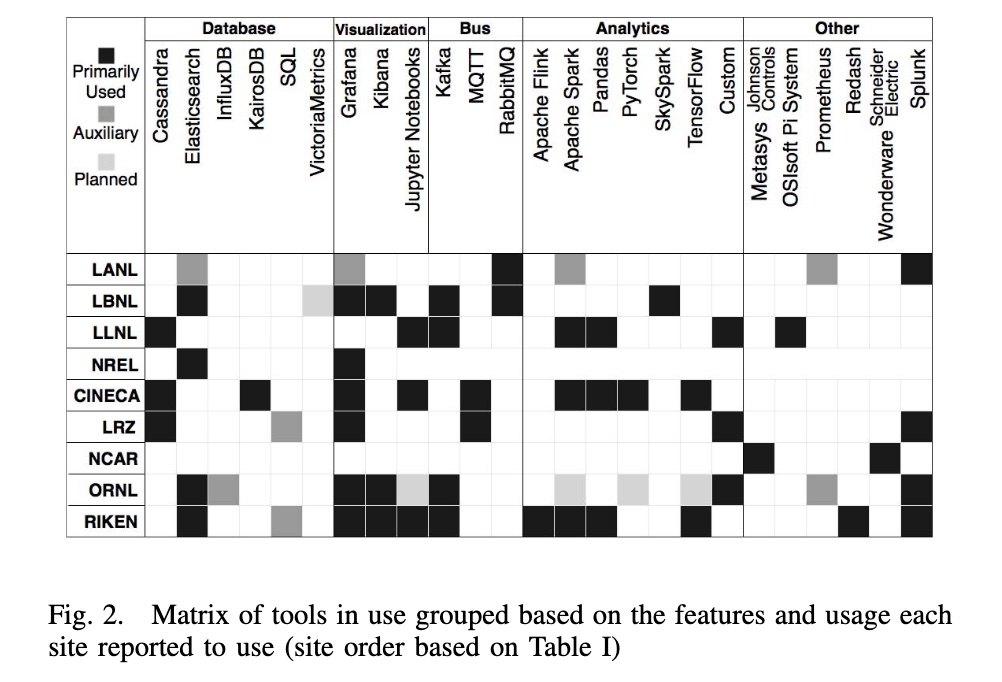 Database Visualization Bus Analytics Other
Primarily
Used
Auxiliary
Planned
Cassandra
Elasticsearch
InfluxDB
KairosDB
SQL
VictoriaMetrics
Grafana
Kibana
Jupyter Notebooks
Kafka
MQTT
RabbitMQ
Apache Flink
Apache Spark
Pandas
PyTorch
SkySpark
TensorFlow
Custom
Metasys Johnson
Controls
OSIsoft Pi System
Prometheus
Redash
Wonderware Schneider
Electric
Splunk
LANL
LBNL
LLNL
NREL
CINECA
LRZ
NCAR
ORNL
RIKEN
Fig. 2. Matrix of tools in use grouped based on the features and usage each
site reported to use (site order based on Table I)